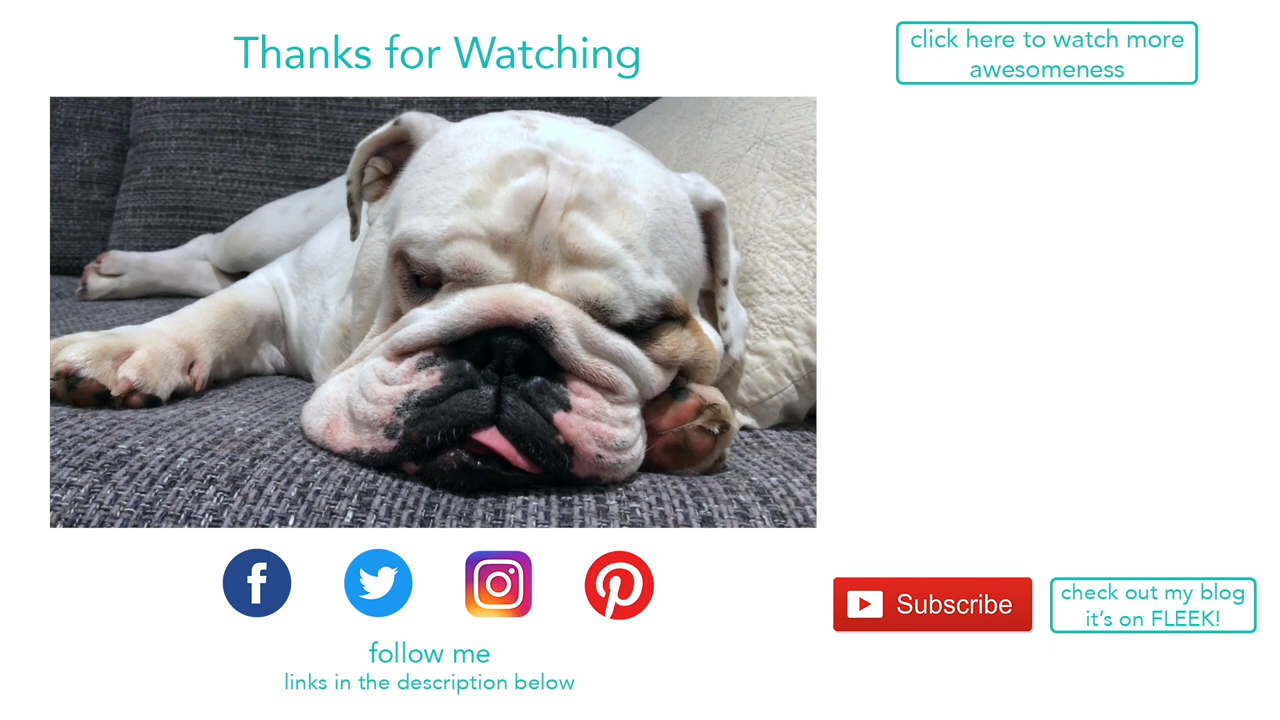 Thanks for Watching
click here to watch more
awesomeness
Subscribe
check out my blog
it's on FLEEK!
follow me
links in the description below